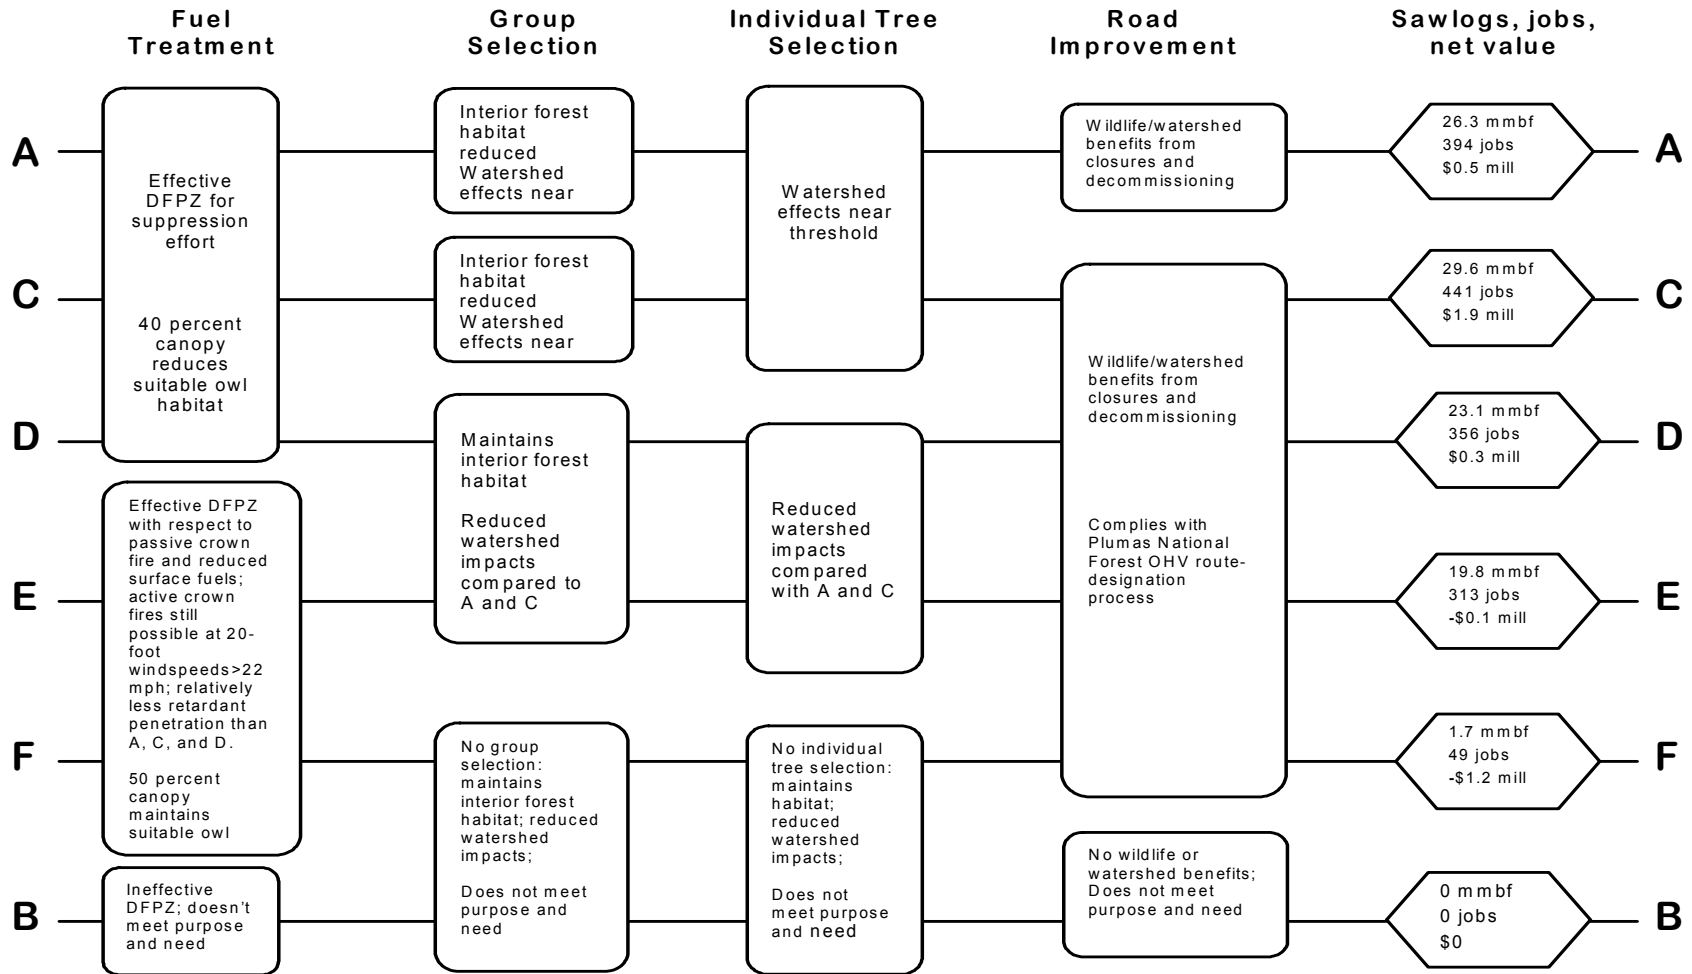 Fuel
Treatment
Group
Selection
Individual Tree
Selection
Road
Improvement
Sawlogs, jobs,
net value
A
C
D
E
F
B
Effective
DFPZ for
suppression
effort
40 percent
canopy
reduces
suitable owl
habitat
Effective DFPZ
with respect to
passive crown
fire and reduced
surface fuels;
active crown
fires still
possible at 20-
foot
windspeeds>22
mph; relatively
less retardant
penetration than
A, C, and D.
50 percent
canopy
maintains
suitable owl
Ineffective
DFPZ; doesn't
meet purpose
and need
Interior forest
habitat
reduced
Watershed
effects near
Interior forest
habitat
reduced
Watershed
effects near
Maintains
interior forest
habitat
Reduced
watershed
impacts
compared to
A and C
No group
selection:
maintains
interior forest
habitat; reduced
watershed
impacts;
Does not meet
purpose and
need
Watershed
effects near
threshold
Reduced
watershed
impacts
compared
with A and C
No individual
tree selection:
maintains
habitat;
reduced
watershed
impacts;
Does not
meet purpose
and need
Wildlife/watershed
benefits from
closures and
decommissioning
Wildlife/watershed
benefits from
closures and
decommissioning
Complies with
Plumas National
Forest OHV route-
designation
process
No wildlife or
watershed benefits;
Does not meet
purpose and need
26.3 mmbf
394 jobs
$0.5 mill
29.6 mmbf
441 jobs
$1.9 mill
23.1 mmbf
356 jobs
$0.3 mill
19.8 mmbf
313 jobs
-$0.1 mill
1.7 mmbf
49 jobs
-$1.2 mill
0 mmbf
0 jobs
$0
A
C
D
E
F
B